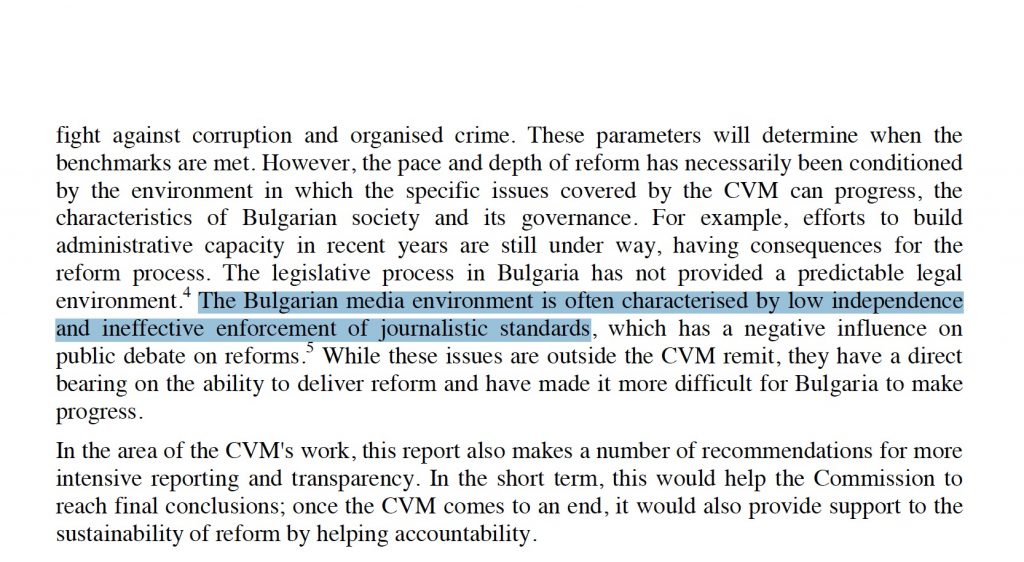 fight against corruption and organised crime. These parameters will determine when the
benchmarks are met. However, the pace and depth of reform has necessarily been conditioned
by the environment in which the specific issues covered by the CVM can progress, the
characteristics of Bulgarian society and its governance. For example, efforts to build
administrative capacity in recent years are still under way, having consequences for the
reform process. The legislative process in Bulgaria has not provided a predictable legal
environment.4 The Bulgarian media environment is often characterised by low independence
and ineffective enforcement of journalistic standards, which has a negative influence on
public debate on reforms.5 While these issues are outside the CVM remit, they have a direct
bearing on the ability to deliver reform and have made it more difficult for Bulgaria to make
progress.
In the area of the CVM's work, this report also makes a number of recommendations for more
intensive reporting and transparency. In the short term, this would help the Commission to
reach final conclusions; once the CVM comes to an end, it would also provide support to the
sustainability of reform by helping accountability.